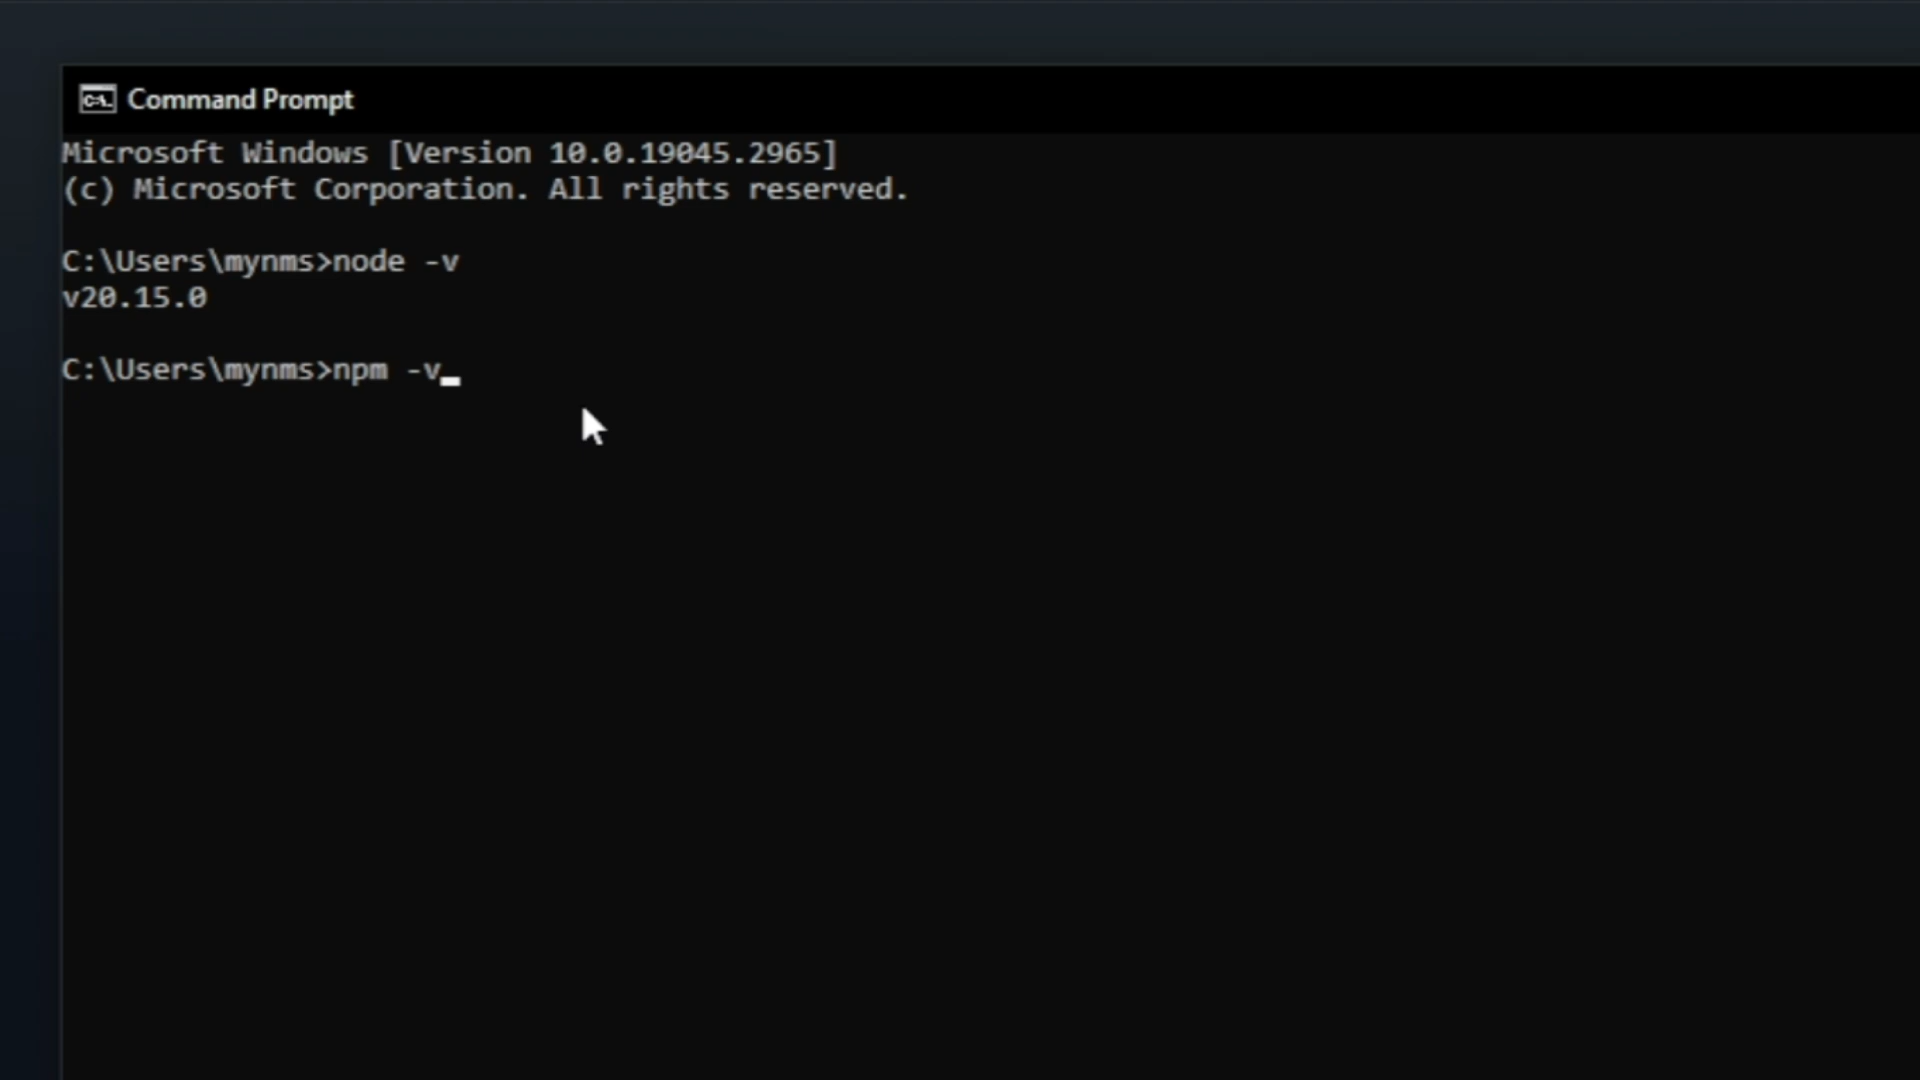 Command Prompt
Microsoft Windows [Version 10.0.19045.2965]
(c) Microsoft Corporation. All rights reserved.
C:\Users\mynms>node -v
v20.15.0
C:\Users\mynms>npm -v